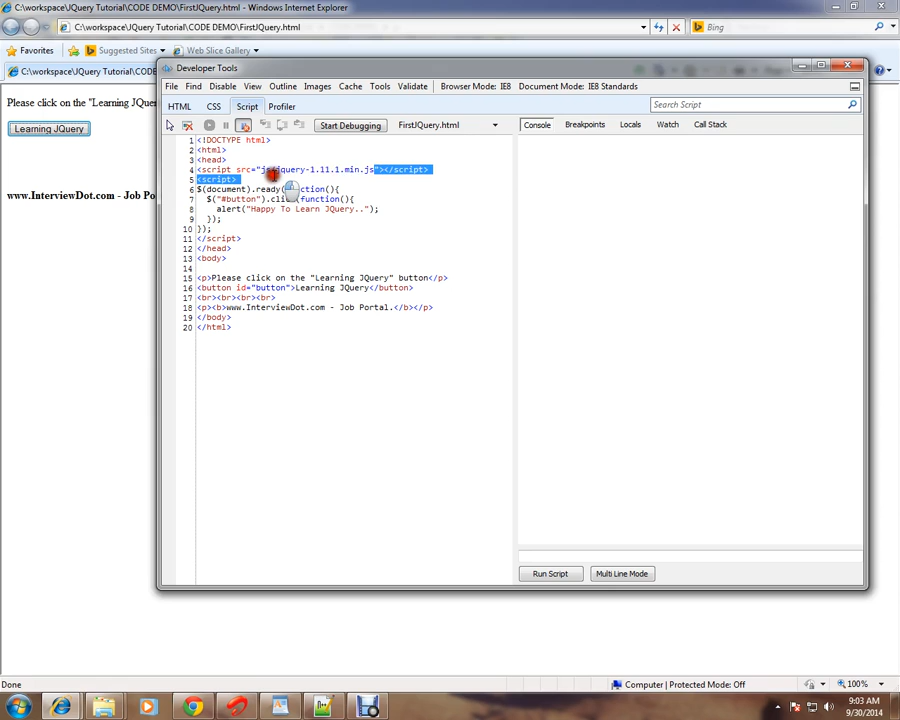 C:\workspace\JQuery Tutorial\CODE DEMO\FirstJQuery.html - Windows Internet Explorer
C:\workspace\JQuery Tutorial\CODE DEMO\FirstJQuery.html
Bing
Favorites
Suggested Sites
Web Slice Gallery
C:\workspace\JQuery Tutorial\CODE
Please click on the "Learning JQuer
Learning JQuery
www.InterviewDot.com - Job Po
Developer Tools
File Find Disable View Outline Images Cache Tools Validate Browser Mode: IE8 Document Mode: IE8 Standards
HTML CSS Script Profiler
Search Script
Start Debugging FirstJQuery.html
Console Breakpoints Locals Watch Call Stack
1 <!DOCTYPE html>
2 <html>
3 <head>
4 <script src="js/jquery-1.11.1.min.js"></script>
5 <script>
6 $(document).ready( nction(){
7 $("#button").cli function(){
8 alert("Happy To Learn JQuery..");
9 });
10 });
11 </script>
12 </head>
13 <body>
14
15 <p>Please click on the "Learning JQuery" button</p>
16 <button id="button">Learning JQuery</button>
17 <br><br><br><br>
18 <p><b>www.InterviewDot.com - Job Portal.</b></p>
19 </body>
20 </html>
Run Script Multi Line Mode
Done
Computer | Protected Mode: Off
100%
9:03 AM
9/30/2014